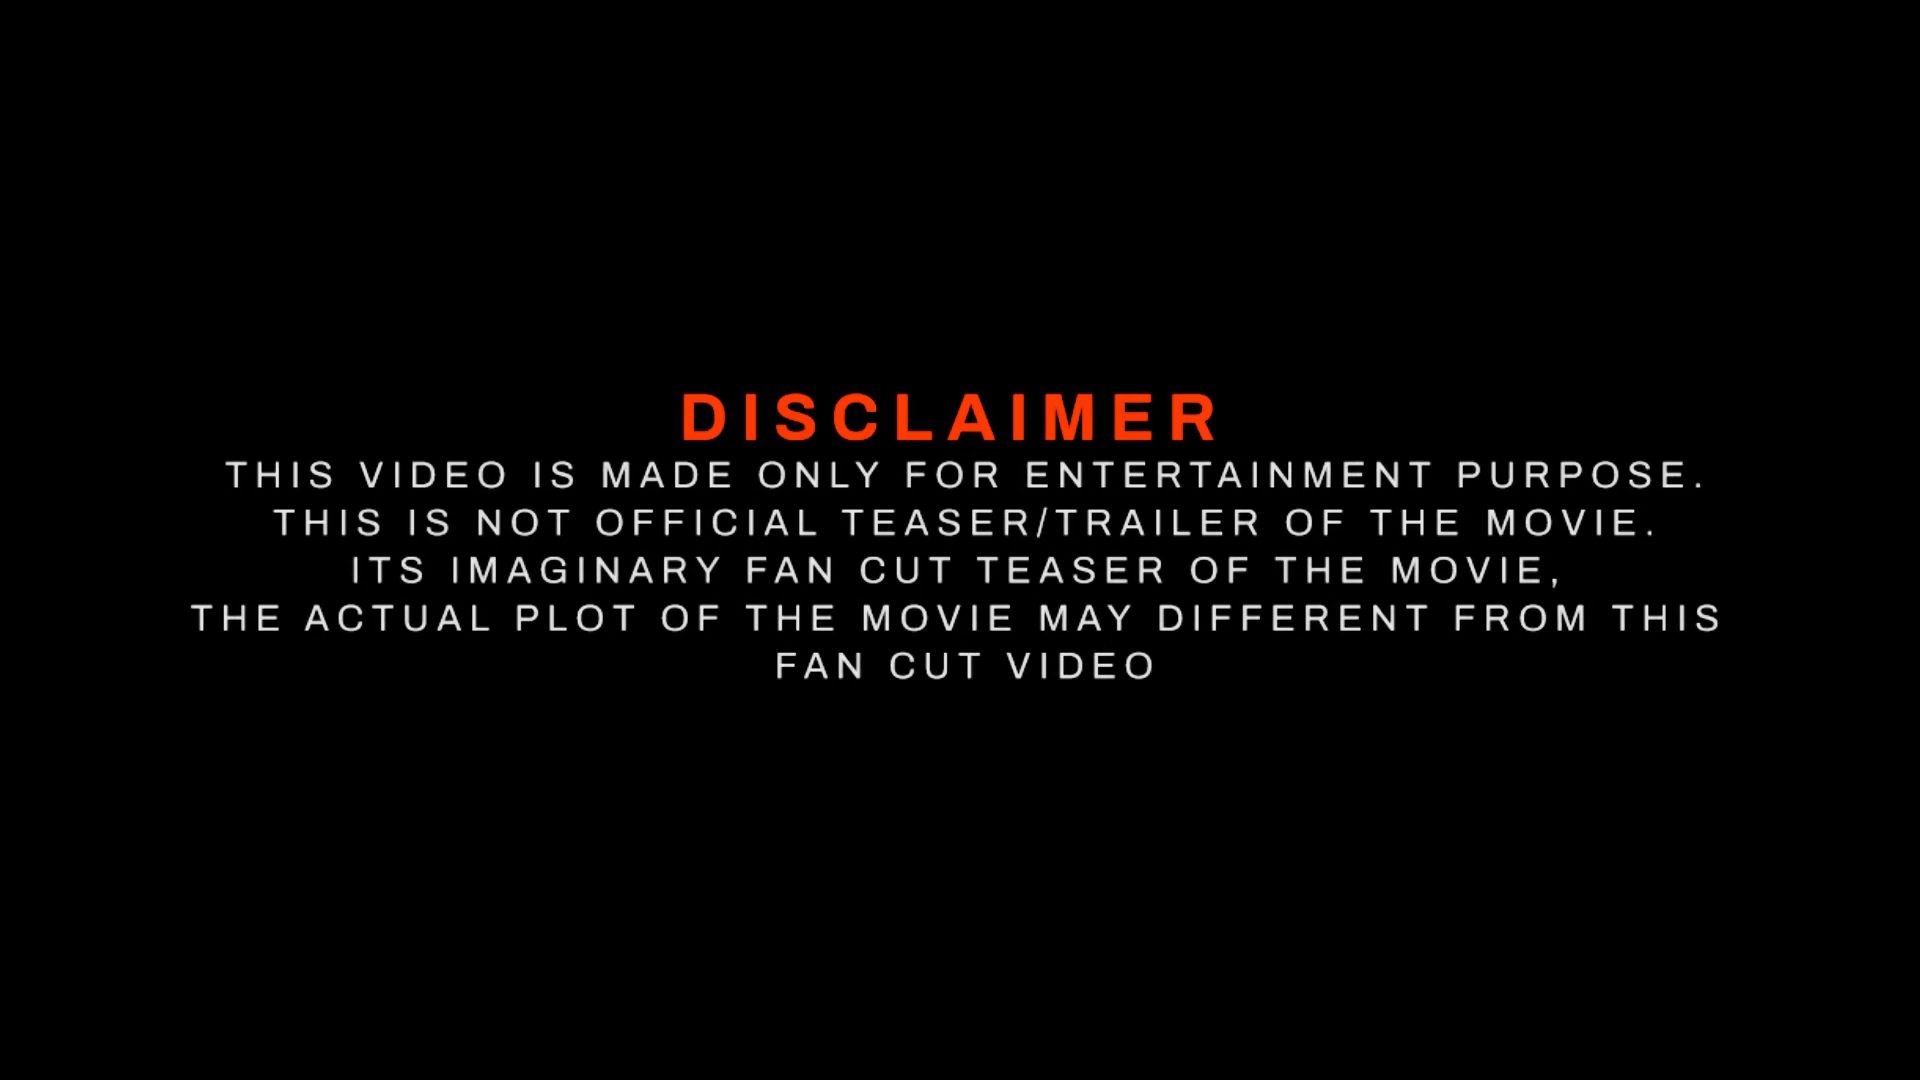 DISCLAIMER
THIS VIDEO IS MADE ONLY FOR ENTERTAINMENT PURPOSE.
THIS IS NOT OFFICIAL TEASER/TRAILER OF THE MOVIE.
ITS IMAGINARY FAN CUT TEASER OF THE MOVIE,
THE ACTUAL PLOT OF THE MOVIE MAY DIFFERENT FROM THIS
FAN CUT VIDEO